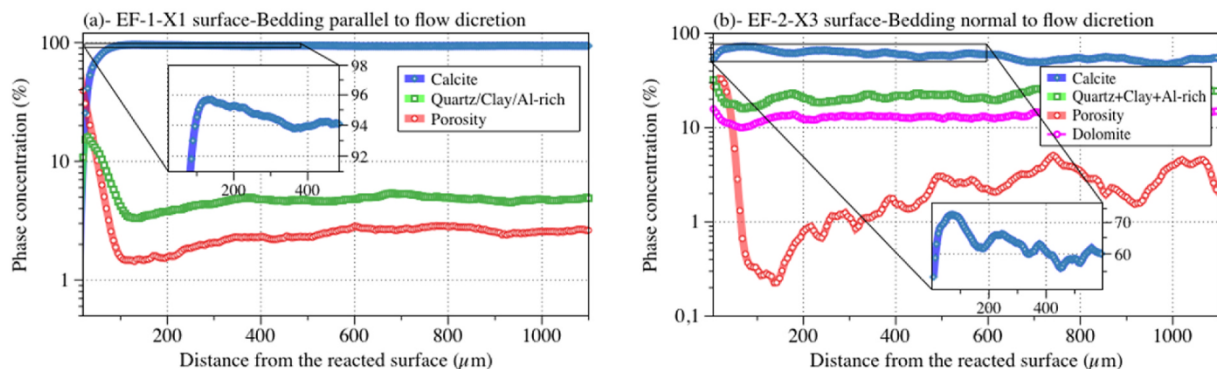 (a)- EF-1-X1 surface-Bedding parallel to flow dicretion
100
10
1
Phase concentration (%)
98
96
94
92
200
400
Calcite
Quartz/Clay/Al-rich
Porosity
200
400
600
800
1000
Distance from the reacted surface (μm)
(b)- EF-2-X3 surface-Bedding normal to flow dicretion
100
10
1
0,1
Phase concentration (%)
Calcite
Quartz+Clay+Al-rich
Porosity
Dolomite
70
60
200
400
200
400
600
800
1000
Distance from the reacted surface (μm)